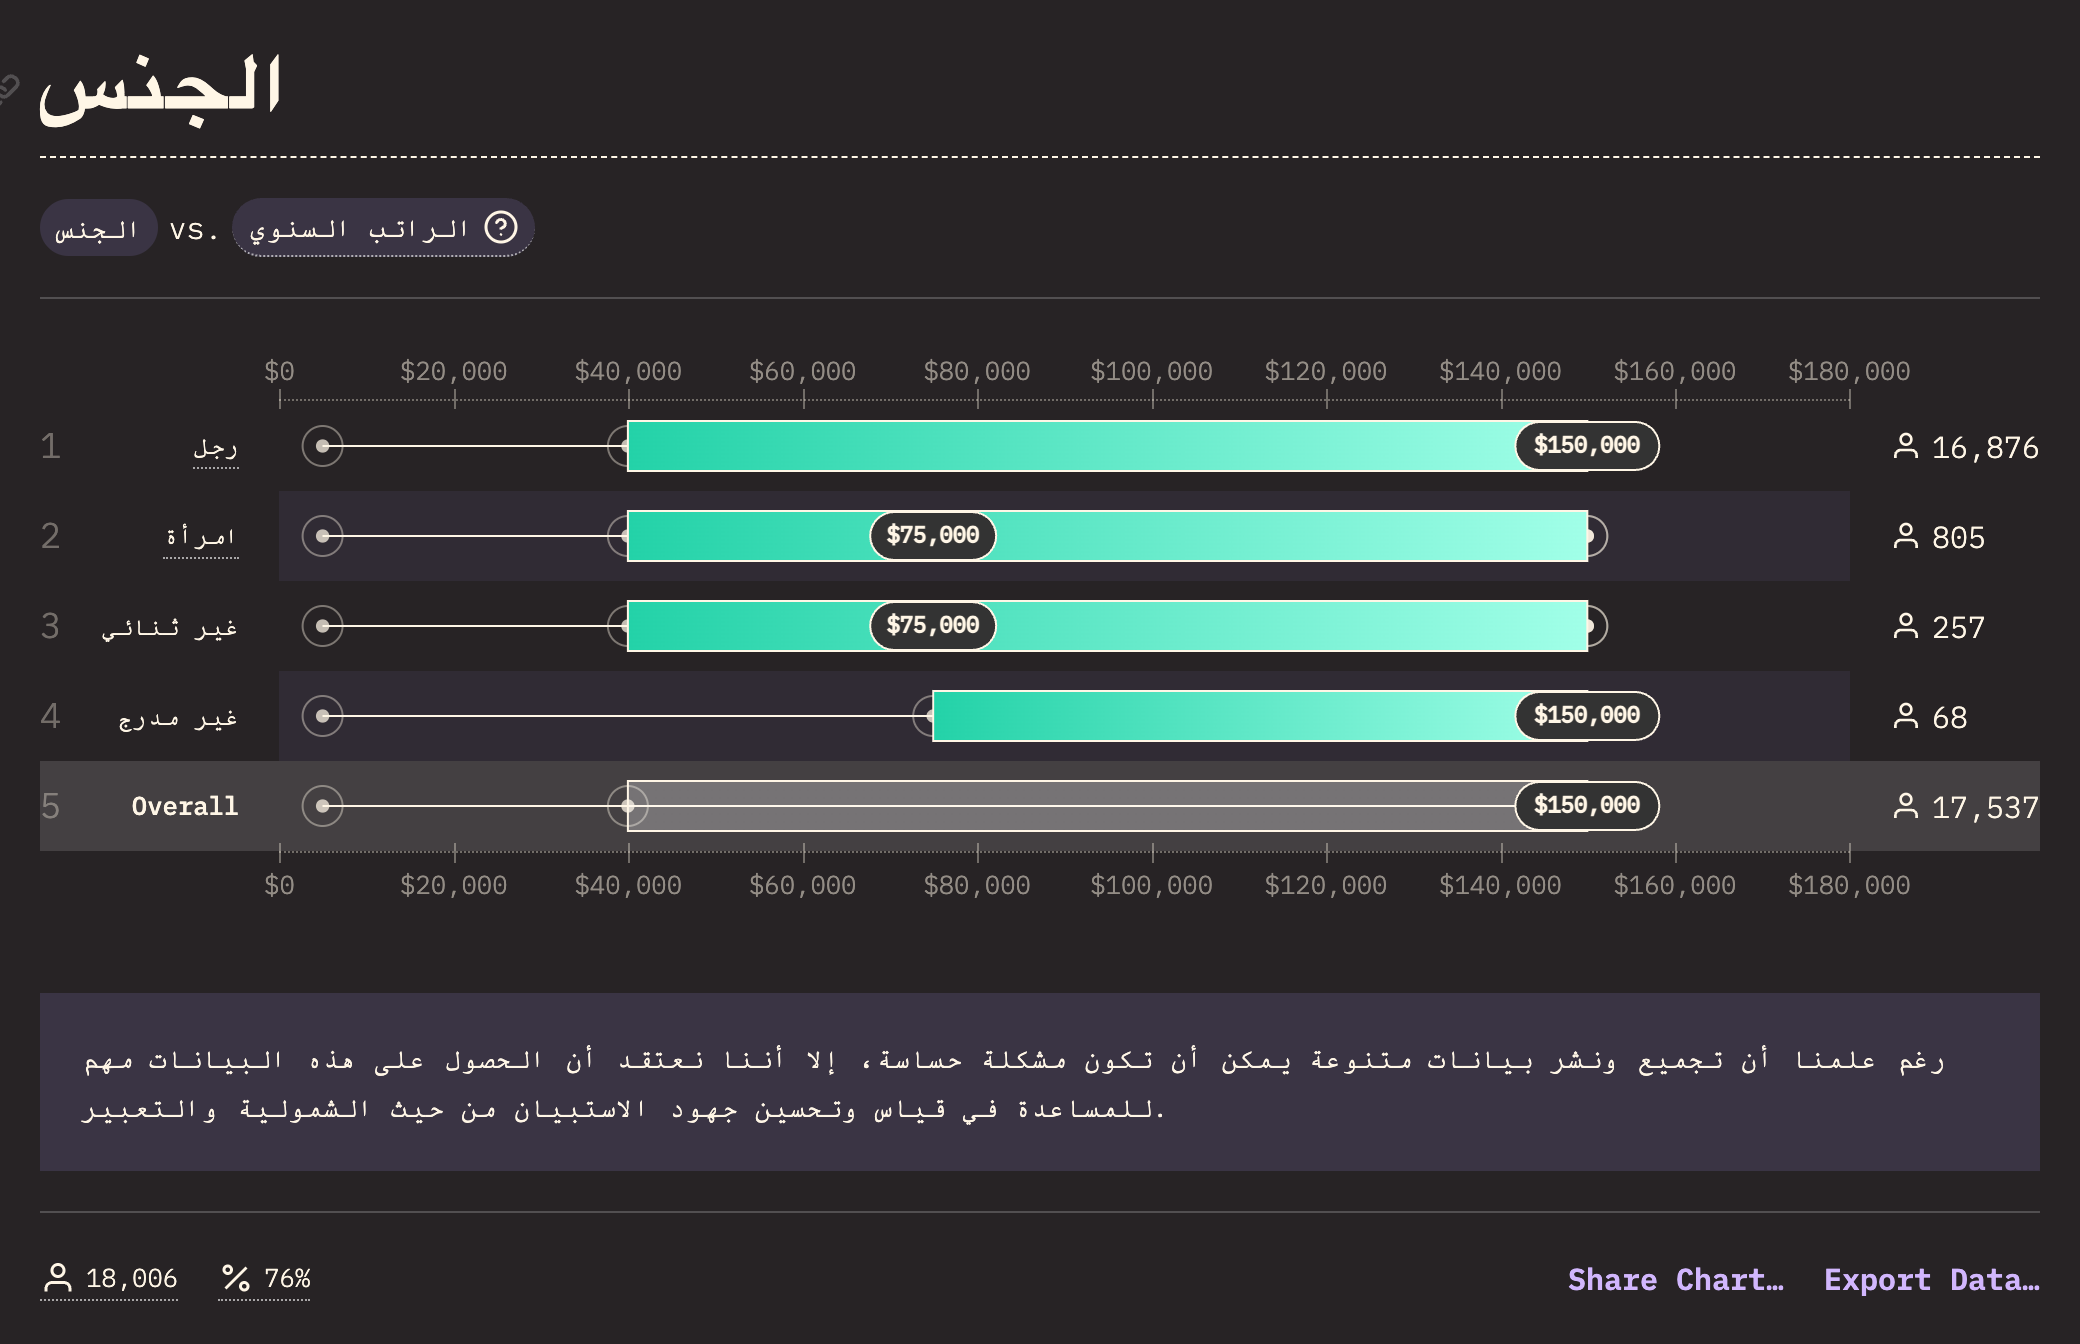 الجنس
الجنس vs. الراتب السنوي
$0 $20,000 $40,000 $60,000 $80,000 $100,000 $120,000 $140,000 $160,000 $180,000
1 رجل $150,000 16,876
2 امرأة $75,000 805
3 غير ثنائي $75,000 257
4 غير مدرج $150,000 68
5 Overall $150,000 17,537
$0 $20,000 $40,000 $60,000 $80,000 $100,000 $120,000 $140,000 $160,000 $180,000
رغم علمنا أن تجميع ونشر بيانات متنوعة يمكن أن تكون مشكلة حساسة، إلا أننا نعتقد أن الحصول على هذه البيانات مهم
للمساعدة في قياس وتحسين جهود الاستبيان من حيث الشمولية والتعبير.
18,006 76% Share Chart… Export Data…